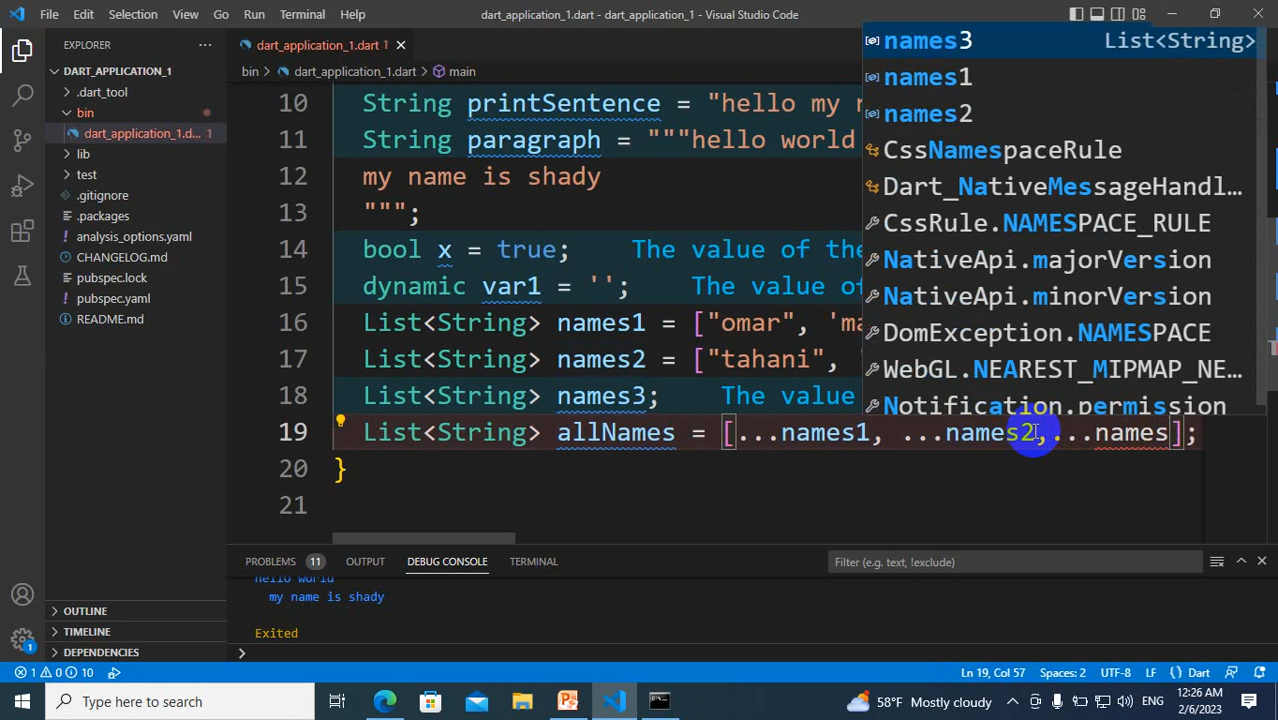 File Edit Selection View Go Run Terminal Help
dart_application_1.dart - dart_application_1 - Visual Studio Code
EXPLORER
DART_APPLICATION_1
.dart_tool
bin
dart_application_1.d... 1
lib
test
.gitignore
.packages
analysis_options.yaml
CHANGELOG.md
pubspec.lock
pubspec.yaml
README.md
OUTLINE
TIMELINE
DEPENDENCIES
dart_application_1.dart 1
bin > dart_application_1.dart > main
10 String printSentence = "hello my
11 String paragraph = """hello world
12 my name is shady
13 """;
14 bool x = true; The value of the
15 dynamic var1 = ''; The value of
16 List<String> names1 = ["omar", 'ma
17 List<String> names2 = ["tahani",
18 List<String> names3; The value
19 List<String> allNames = [...names1, ...names2,...names];
20 }
21
names3 List<String>
names1
names2
CssNamespaceRule
Dart_NativeMessageHandl...
CssRule.NAMESPACE_RULE
NativeApi.majorVersion
NativeApi.minorVersion
DomException.NAMESPACE
WebGL.NEAREST_MIPMAP_NE...
Notification.permission
PROBLEMS 11 OUTPUT DEBUG CONSOLE TERMINAL
Filter (e.g. text, !exclude)
hello world
my name is shady
Exited
>
1 0 10
Ln 19, Col 57 Spaces: 2 UTF-8 LF { } Dart
1
Type here to search
58°F Mostly cloudy
ENG
12:26 AM
2/6/2023